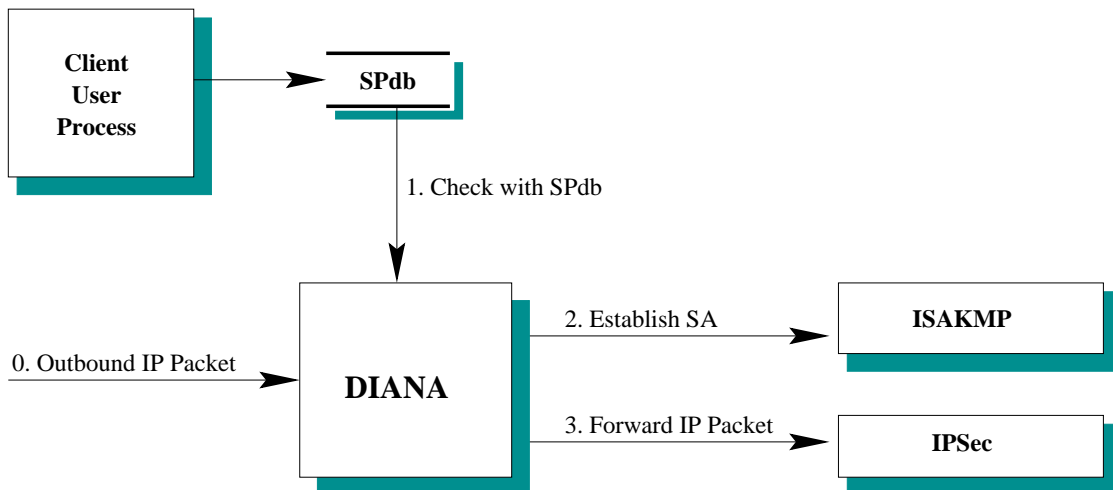 Client
User
Process
SPdb
1. Check with SPdb
2. Establish SA
ISAKMP
0. Outbound IP Packet
DIANA
3. Forward IP Packet
IPSec